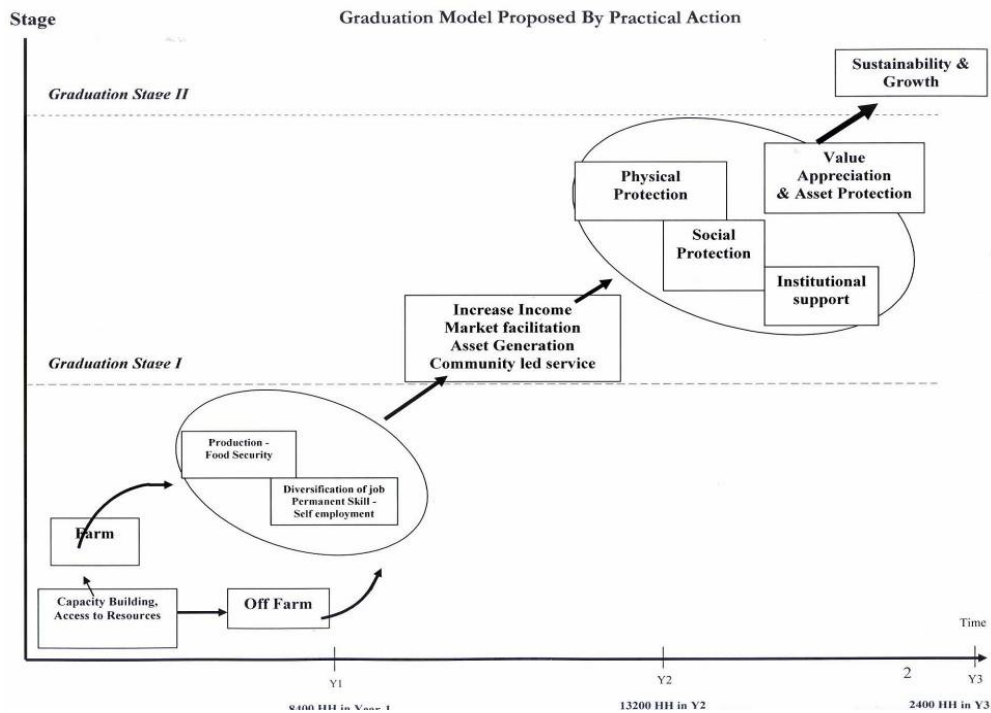 Stage
Graduation Model Proposed By Practical Action
Sustainability &
Growth
Graduation Stage II
Value
Appreciation
& Asset Protection
Physical
Protection
Social
Protection
Institutional
support
Increase Income
Market facilitation
Asset Generation
Community led service
Graduation Stage I
Production -
Food Security
Diversification of job
Permanent Skill -
Self employment
Farm
Capacity Building,
Access to Resources
Off Farm
Time
2
Y1
Y2
Y3
8400 HH in Year 1
13200 HH in Y2
2400 HH in Y3